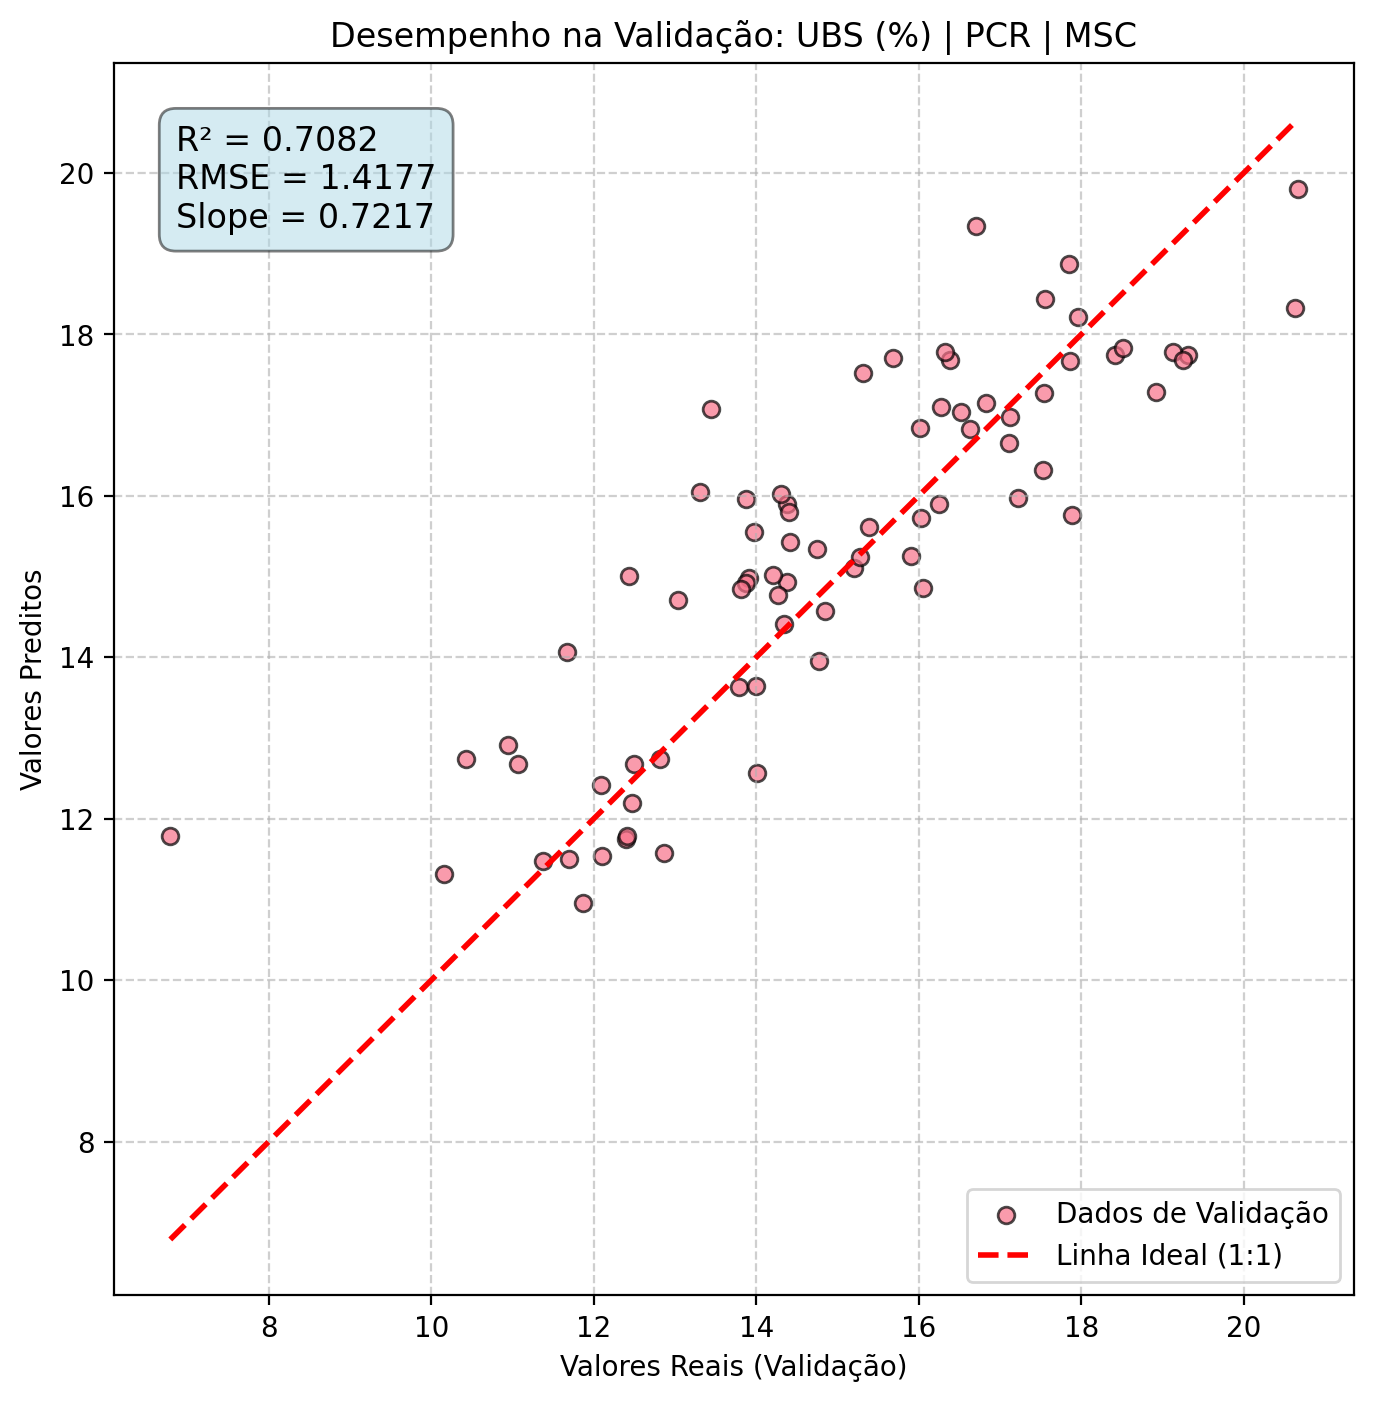 Desempenho na Validação: UBS (%) | PCR | MSC
R² = 0.7082
RMSE = 1.4177
Slope = 0.7217
20
18
16
14
12
10
8
Valores Preditos
Dados de Validação
Linha Ideal (1:1)
8 10 12 14 16 18 20
Valores Reais (Validação)